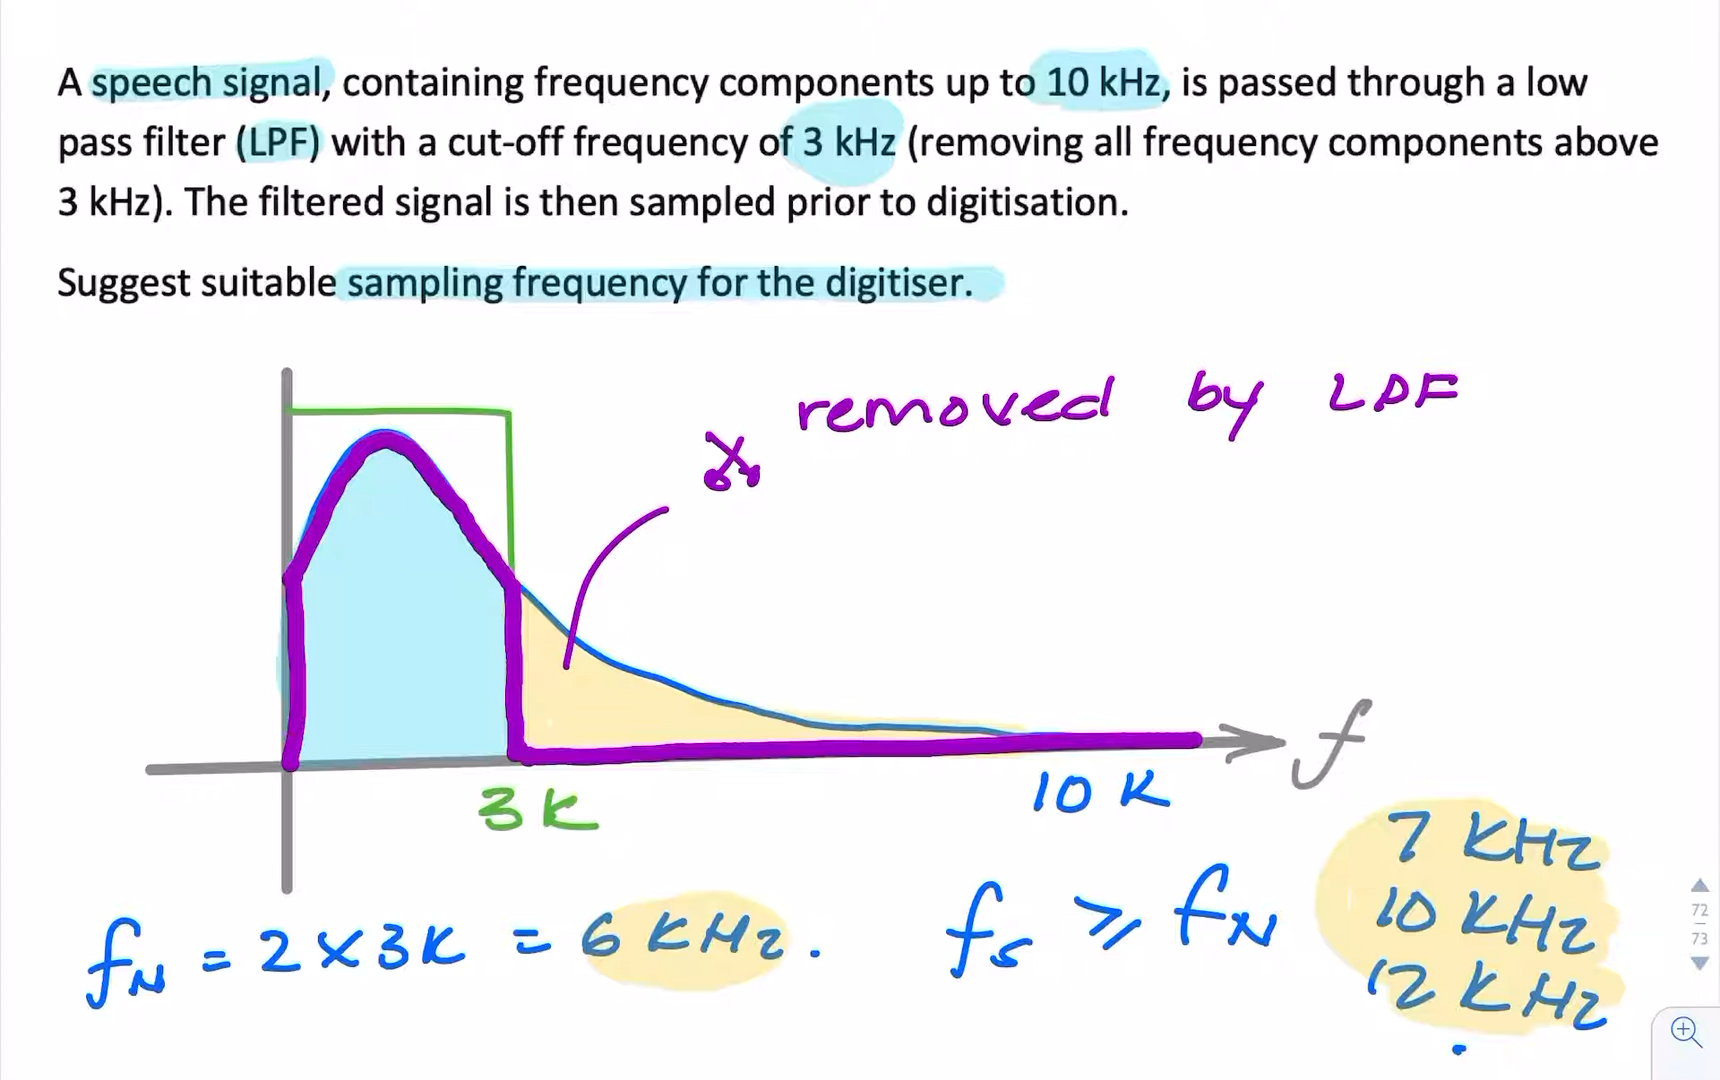 A speech signal, containing frequency components up to 10 kHz, is passed through a low
pass filter (LPF) with a cut-off frequency of 3 kHz (removing all frequency components above
3 kHz). The filtered signal is then sampled prior to digitisation.
Suggest suitable sampling frequency for the digitiser.
removed by LPF
f
3K
10 K
fN = 2 x 3K = 6 KHz.
fs ⩾ fN
7 KHz
10 KHz
12 KHz
72
73